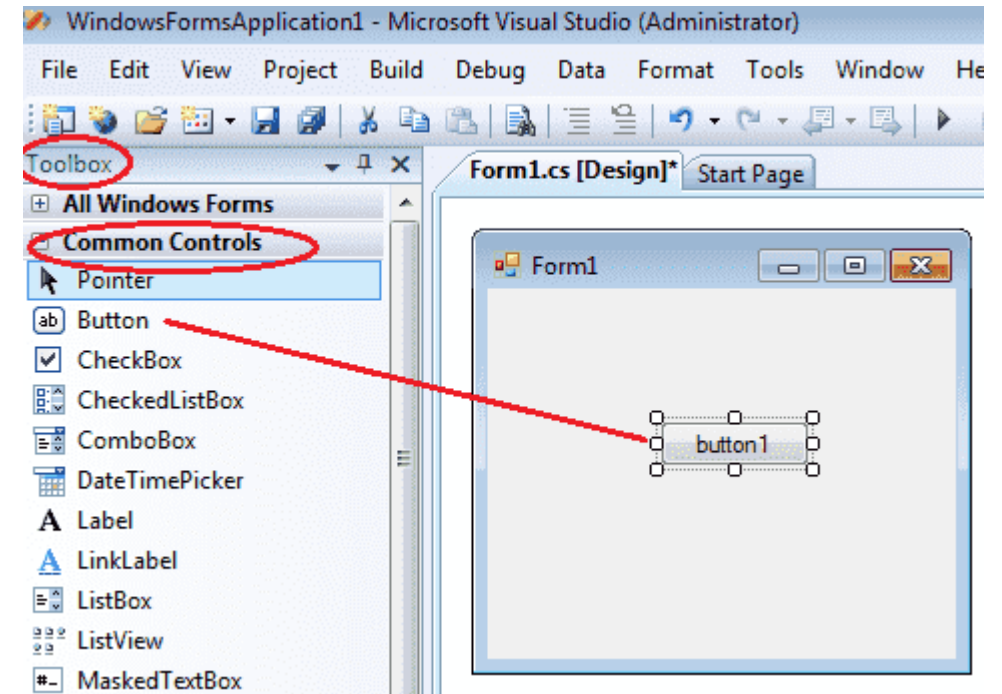 WindowsFormsApplication1 - Microsoft Visual Studio (Administrator)
File Edit View Project Build Debug Data Format Tools Window He
Toolbox
Form1.cs [Design]* Start Page
All Windows Forms
Common Controls
Pointer
ab Button
CheckBox
CheckedListBox
ComboBox
DateTimePicker
A Label
A LinkLabel
ListBox
ListView
#- MaskedTextBox
Form1
button1